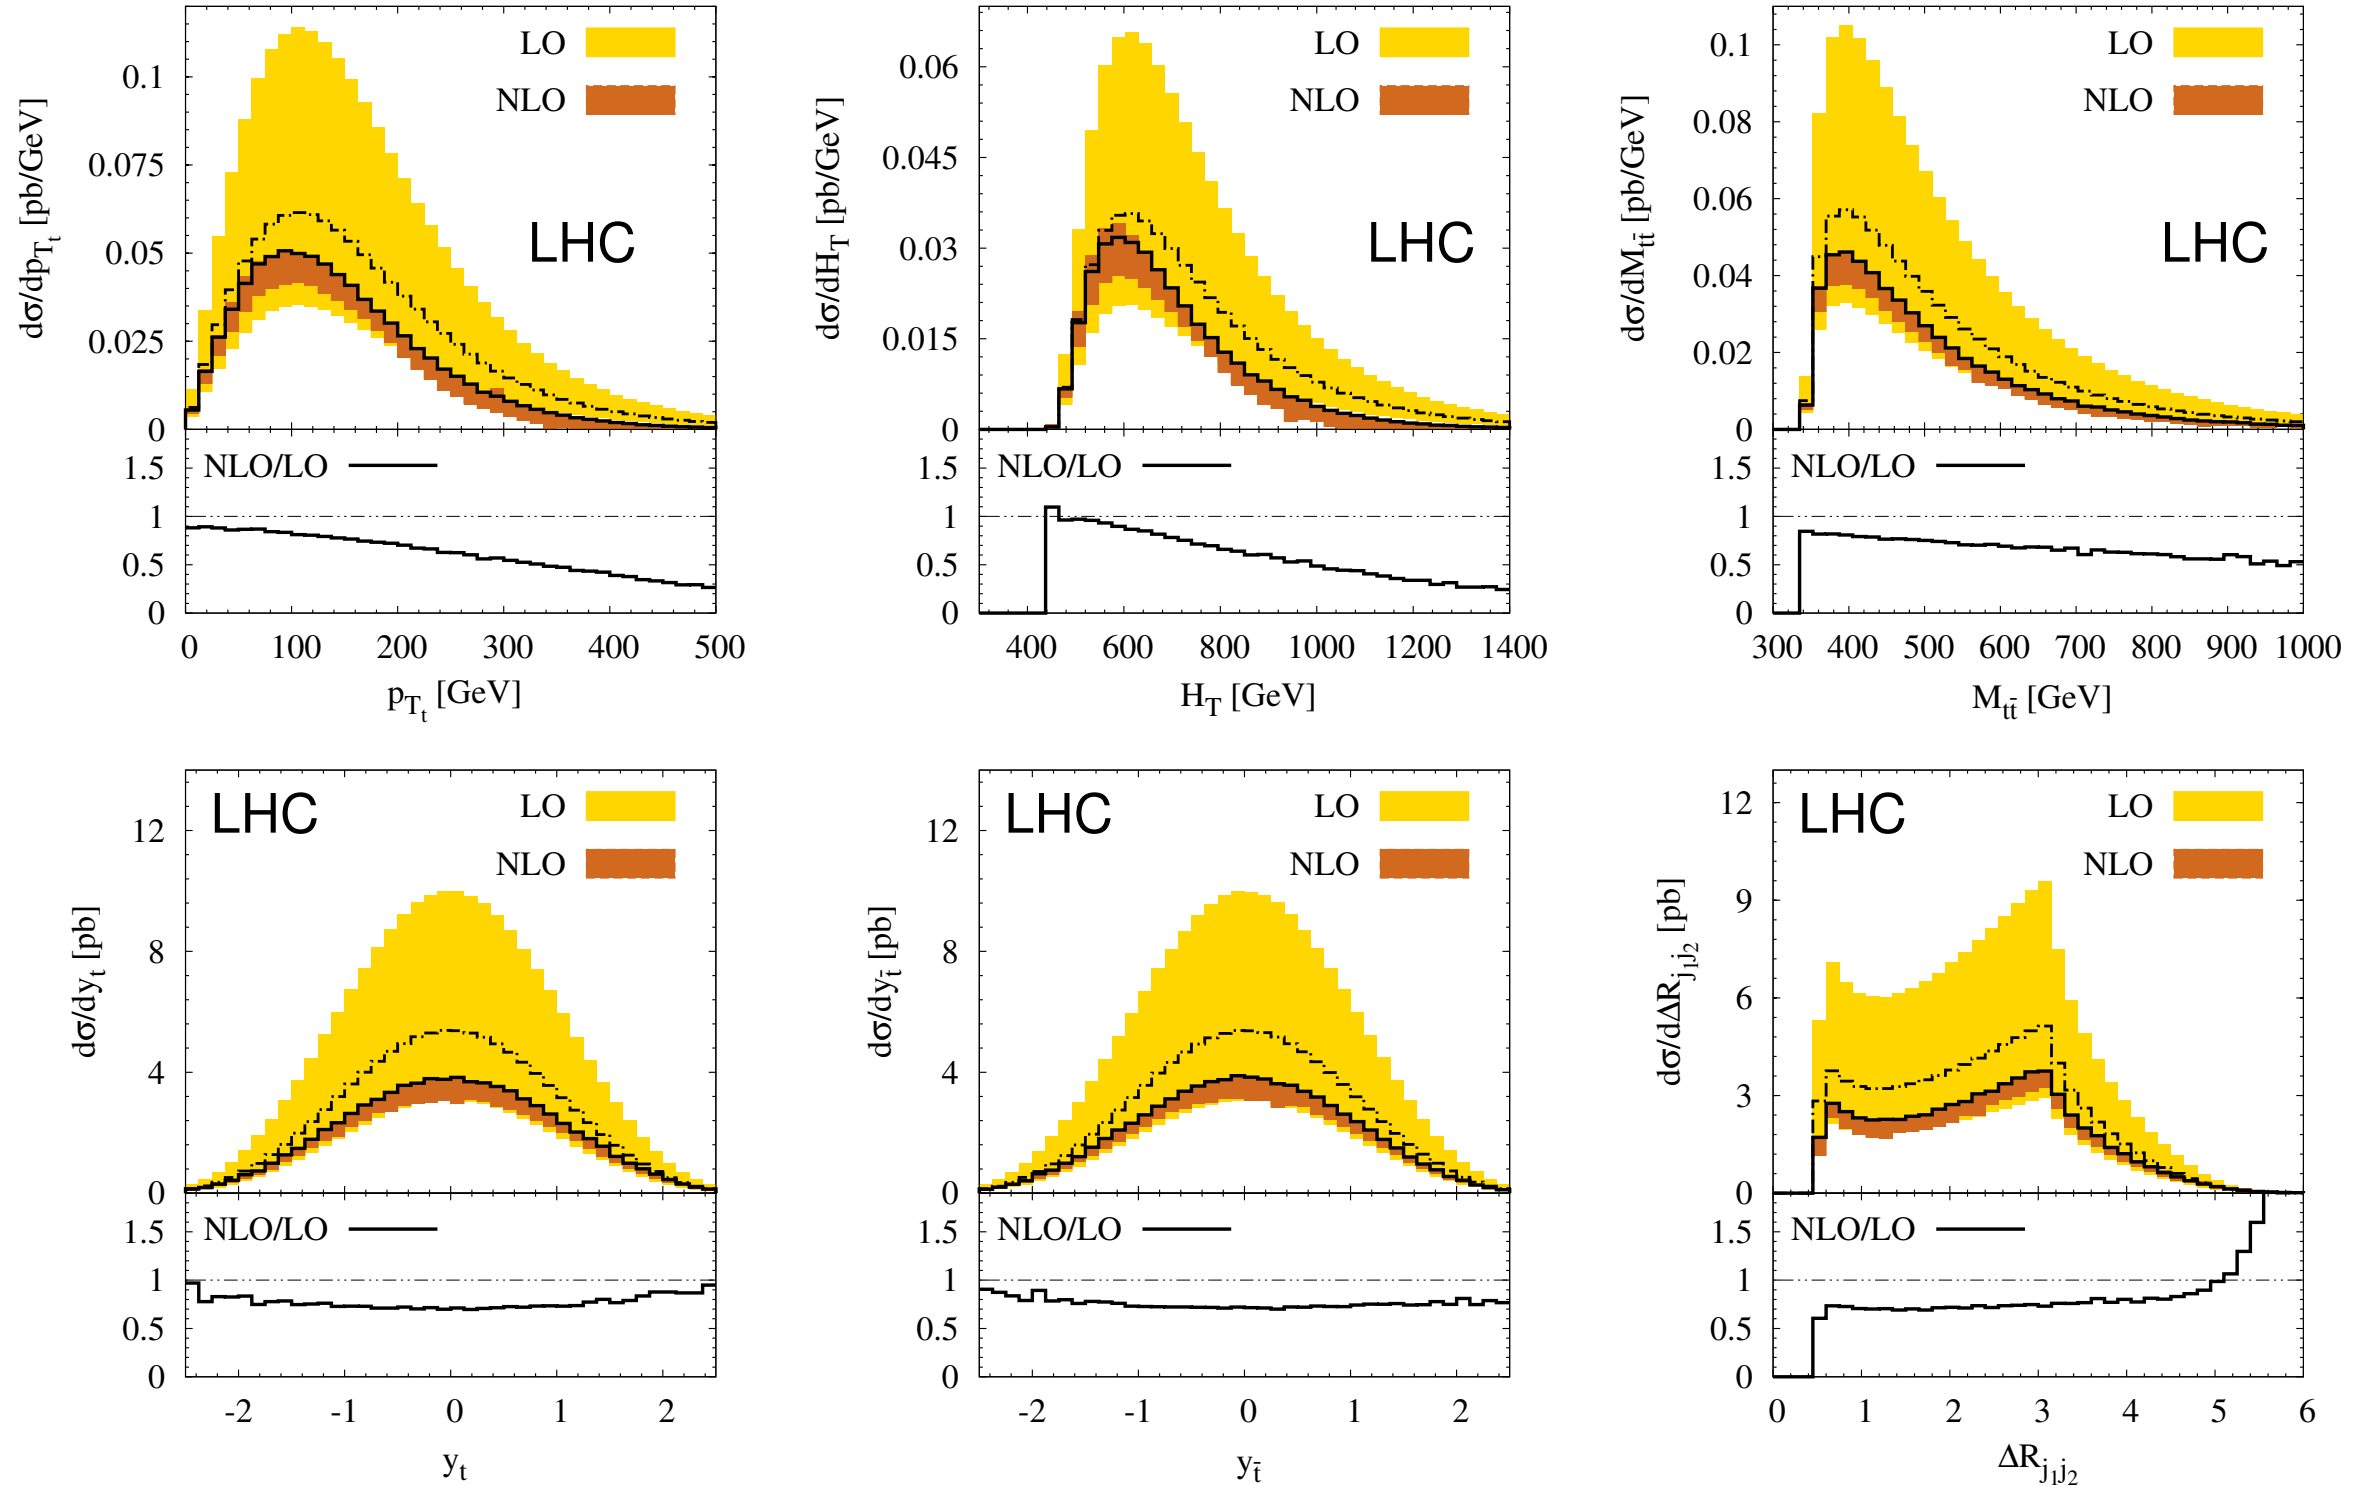 dσ/dp_{T_t} [pb/GeV]
0.1
0.075
0.05
0.025
0
LO
NLO
LHC
NLO/LO
1.5
1
0.5
0
0 100 200 300 400 500
p_{T_t} [GeV]
dσ/dH_T [pb/GeV]
0.06
0.045
0.03
0.015
0
LO
NLO
LHC
NLO/LO
1.5
1
0.5
0
400 600 800 1000 1200 1400
H_T [GeV]
dσ/dM_{tt̄} [pb/GeV]
0.1
0.08
0.06
0.04
0.02
0
LO
NLO
LHC
NLO/LO
1.5
1
0.5
0
300 400 500 600 700 800 900 1000
M_{tt̄} [GeV]
dσ/dy_t [pb]
12
8
4
0
LHC
LO
NLO
NLO/LO
1.5
1
0.5
0
-2 -1 0 1 2
y_t
dσ/dy_{t̄} [pb]
12
8
4
0
LHC
LO
NLO
NLO/LO
1.5
1
0.5
0
-2 -1 0 1 2
y_{t̄}
dσ/dΔR_{j_1j_2} [pb]
12
9
6
3
0
LHC
LO
NLO
NLO/LO
1.5
1
0.5
0
0 1 2 3 4 5 6
ΔR_{j_1j_2}